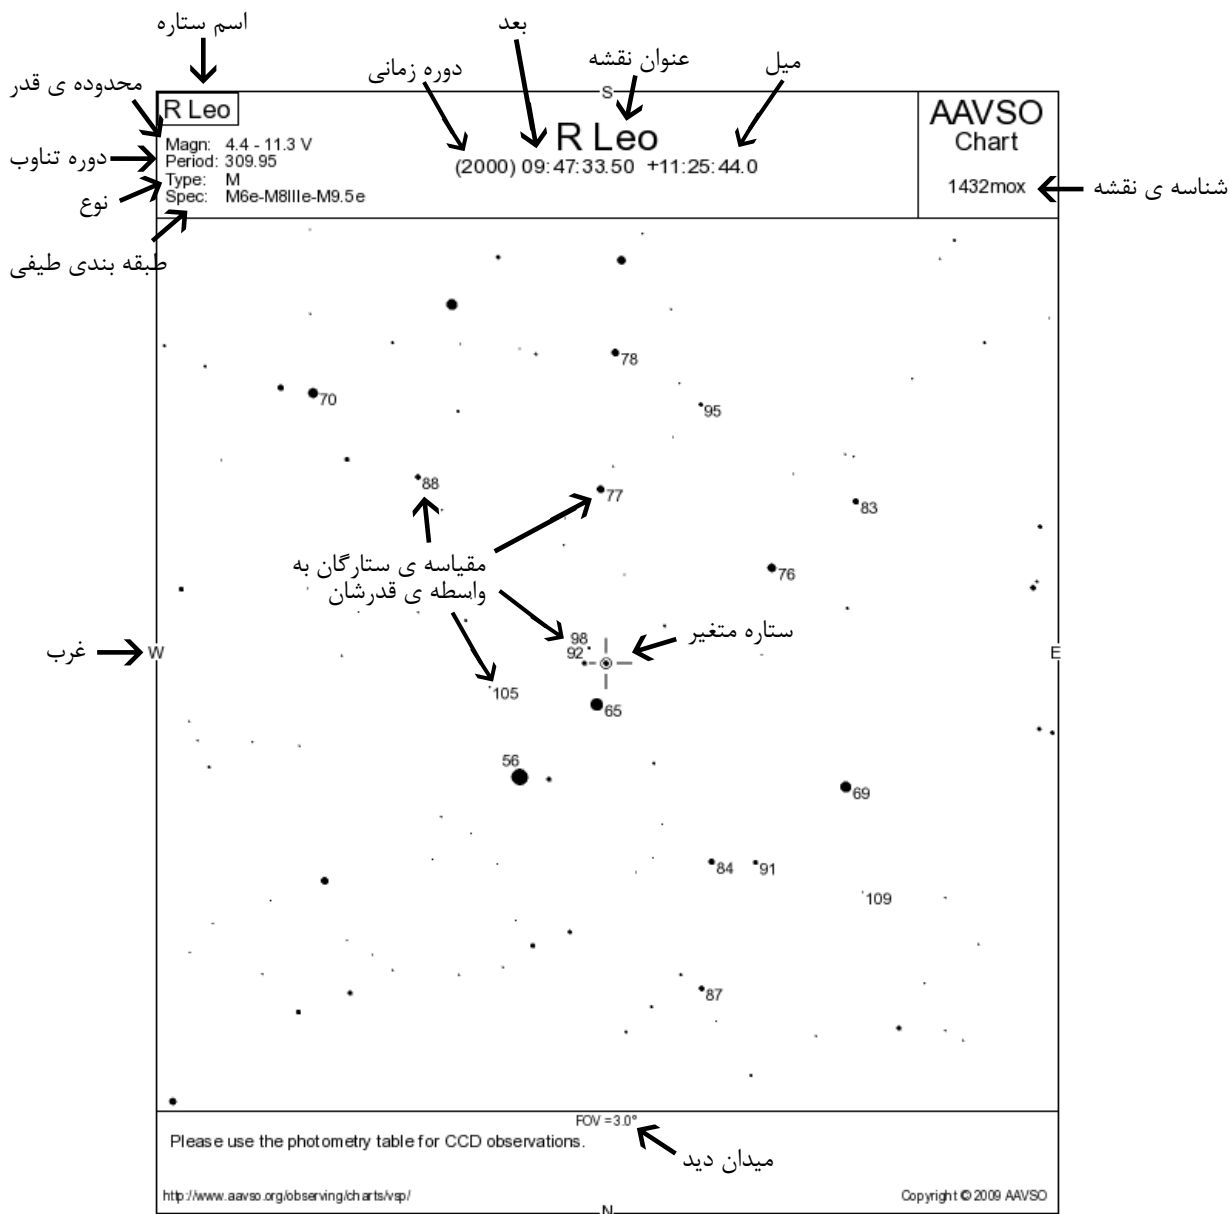 اسم ستاره
بعد
عنوان نقشه
دوره زمانی
میل
محدوده ی قدر
دوره تناوب
نوع
طبقه بندی طیفی
شناسه ی نقشه
R Leo
Magn: 4.4 - 11.3 V
Period: 309.95
Type: M
Spec: M6e-M8IIIe-M9.5e
S
R Leo
(2000) 09:47:33.50 +11:25:44.0
AAVSO
Chart
1432mox
78
70
95
88
77
83
مقیاسه ی ستارگان به
واسطه ی قدرشان
76
98
ستاره متغیر
92
غرب
W
E
105
65
56
69
84
91
109
87
FOV = 3.0°
Please use the photometry table for CCD observations.
میدان دید
http://www.aavso.org/observing/charts/vsp/
Copyright © 2009 AAVSO
N